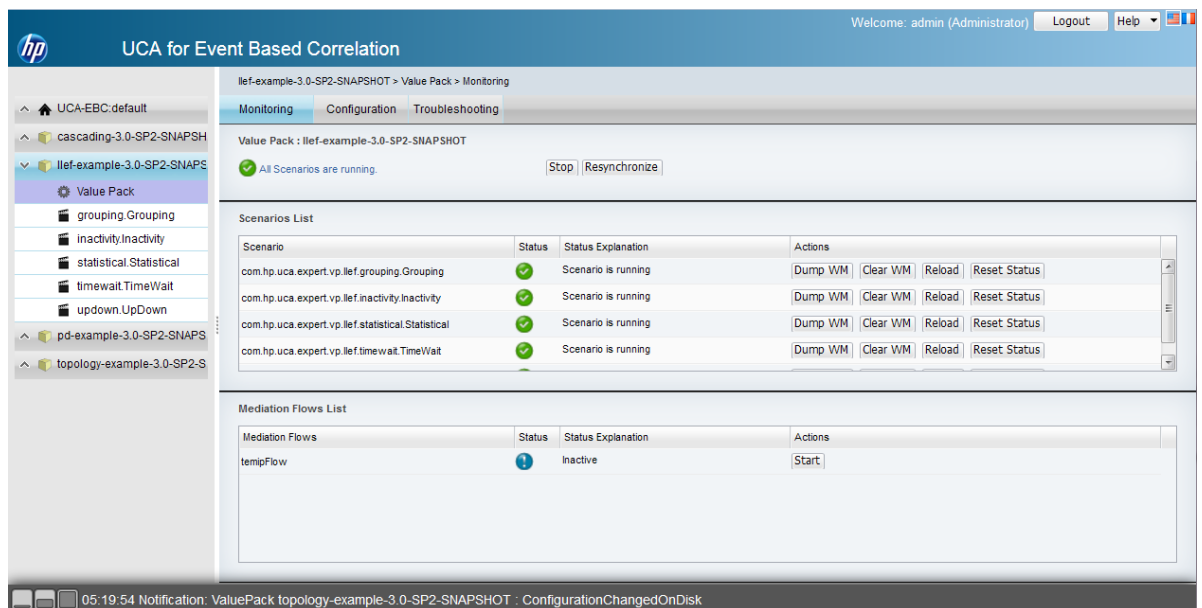 Welcome: admin (Administrator) Logout Help
hp UCA for Event Based Correlation
llef-example-3.0-SP2-SNAPSHOT > Value Pack > Monitoring
UCA-EBC:default
cascading-3.0-SP2-SNAPSH
llef-example-3.0-SP2-SNAPS
Value Pack
grouping.Grouping
inactivity.Inactivity
statistical.Statistical
timewait.TimeWait
updown.UpDown
pd-example-3.0-SP2-SNAPS
topology-example-3.0-SP2-S
Monitoring Configuration Troubleshooting
Value Pack : llef-example-3.0-SP2-SNAPSHOT
All Scenarios are running. Stop Resynchronize
Scenarios List
Scenario Status Status Explanation Actions
com.hp.uca.expert.vp.llef.grouping.Grouping Scenario is running Dump WM Clear WM Reload Reset Status
com.hp.uca.expert.vp.llef.inactivity.Inactivity Scenario is running Dump WM Clear WM Reload Reset Status
com.hp.uca.expert.vp.llef.statistical.Statistical Scenario is running Dump WM Clear WM Reload Reset Status
com.hp.uca.expert.vp.llef.timewait.TimeWait Scenario is running Dump WM Clear WM Reload Reset Status
Mediation Flows List
Mediation Flows Status Status Explanation Actions
temipFlow Inactive Start
05:19:54 Notification: ValuePack topology-example-3.0-SP2-SNAPSHOT : ConfigurationChangedOnDisk